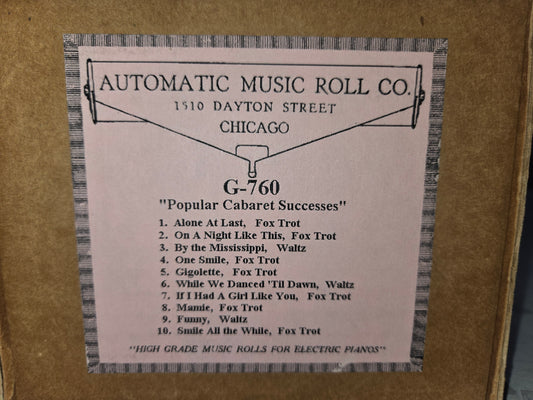 AUTOMATIC MUSIC ROLL CO.
1510 DAYTON STREET
CHICAGO
G-760
"Popular Cabaret Successes"
1. Alone At Last, Fox Trot
2. On A Night Like This, Fox Trot
3. By the Mississippi, Waltz
4. One Smile, Fox Trot
5. Gigolette, Fox Trot
6. While We Danced 'Til Dawn, Waltz
7. If I Had A Girl Like You, Fox Trot
8. Mamie, Fox Trot
9. Funny, Waltz
10. Smile All the While, Fox Trot
"HIGH GRADE MUSIC ROLLS FOR ELECTRIC PIANOS"